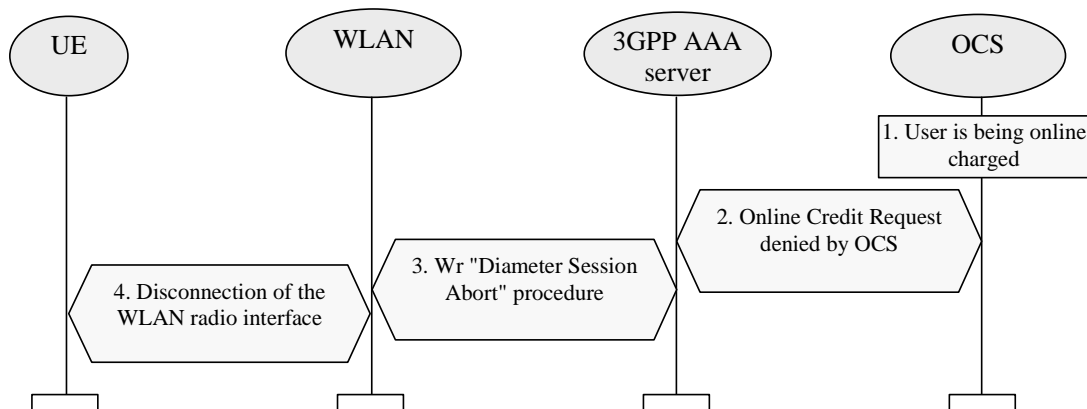 UE
WLAN
3GPP AAA
server
OCS
1. User is being online
charged
2. Online Credit Request
denied by OCS
3. Wr "Diameter Session
Abort" procedure
4. Disconnection of the
WLAN radio interface